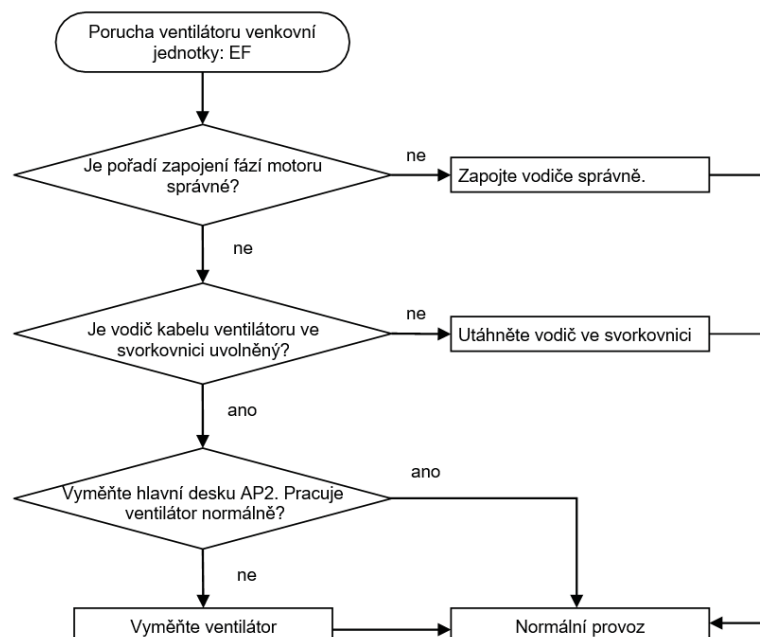 Porucha ventilátoru venkovní
jednotky: EF
Je pořadí zapojení fází motoru
správné?
ne
Zapojte vodiče správně.
ne
Je vodič kabelu ventilátoru ve
svorkovnici uvolněný?
ne
Utáhněte vodič ve svorkovnici
ano
Vyměňte hlavní desku AP2. Pracuje
ventilátor normálně?
ano
ne
Vyměňte ventilátor
Normální provoz